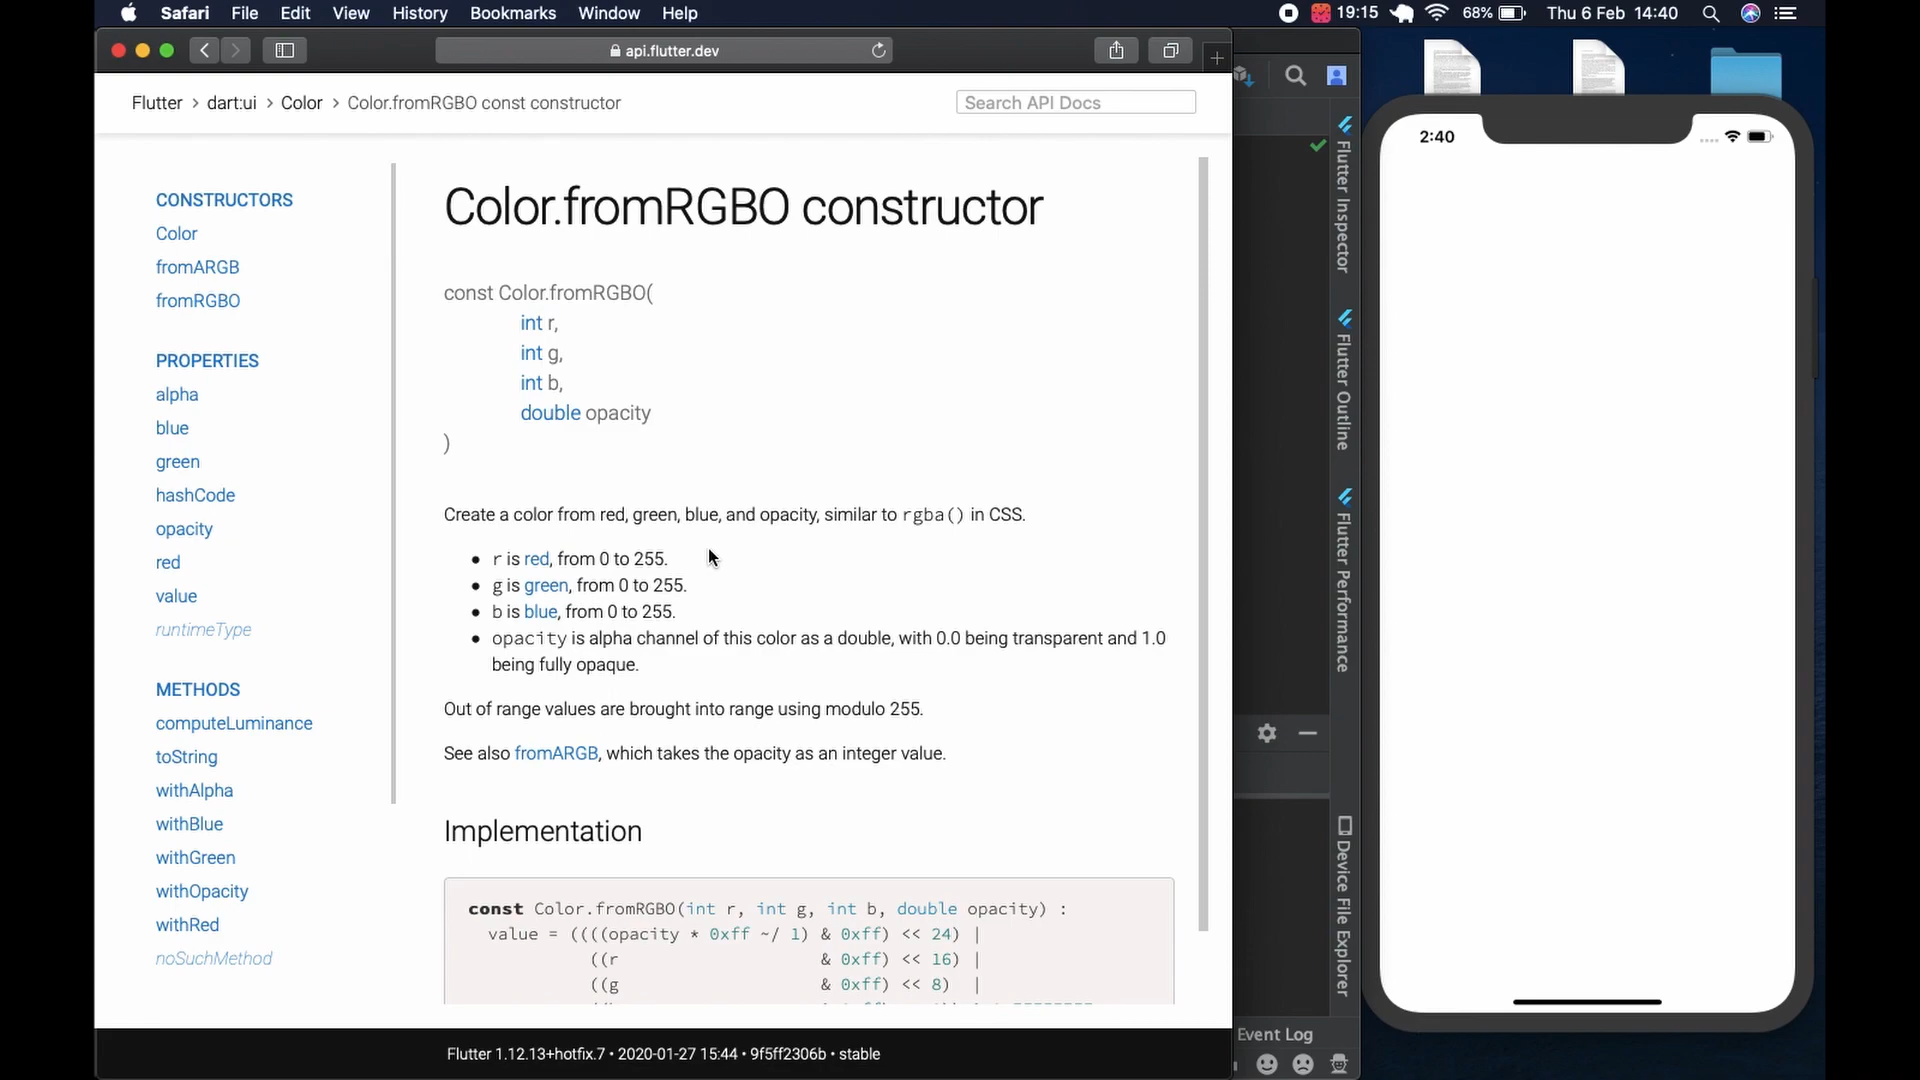 Safari File Edit View History Bookmarks Window Help
19:15 68% Thu 6 Feb 14:40
api.flutter.dev
Flutter › dart:ui › Color › Color.fromRGBO const constructor
Search API Docs
CONSTRUCTORS
Color
fromARGB
fromRGBO
PROPERTIES
alpha
blue
green
hashCode
opacity
red
value
runtimeType
METHODS
computeLuminance
toString
withAlpha
withBlue
withGreen
withOpacity
withRed
noSuchMethod
Color.fromRGBO constructor
const Color.fromRGBO(
int r,
int g,
int b,
double opacity
)
Create a color from red, green, blue, and opacity, similar to rgba() in CSS.
• r is red, from 0 to 255.
• g is green, from 0 to 255.
• b is blue, from 0 to 255.
• opacity is alpha channel of this color as a double, with 0.0 being transparent and 1.0
being fully opaque.
Out of range values are brought into range using modulo 255.
See also fromARGB, which takes the opacity as an integer value.
Implementation
const Color.fromRGBO(int r, int g, int b, double opacity) :
value = ((((opacity * 0xff ~/ 1) & 0xff) << 24) |
((r & 0xff) << 16) |
((g & 0xff) << 8) |
Flutter 1.12.13+hotfix.7 • 2020-01-27 15:44 • 9f5ff2306b • stable
Flutter Inspector
Flutter Outline
Flutter Performance
Device File Explorer
Event Log
2:40